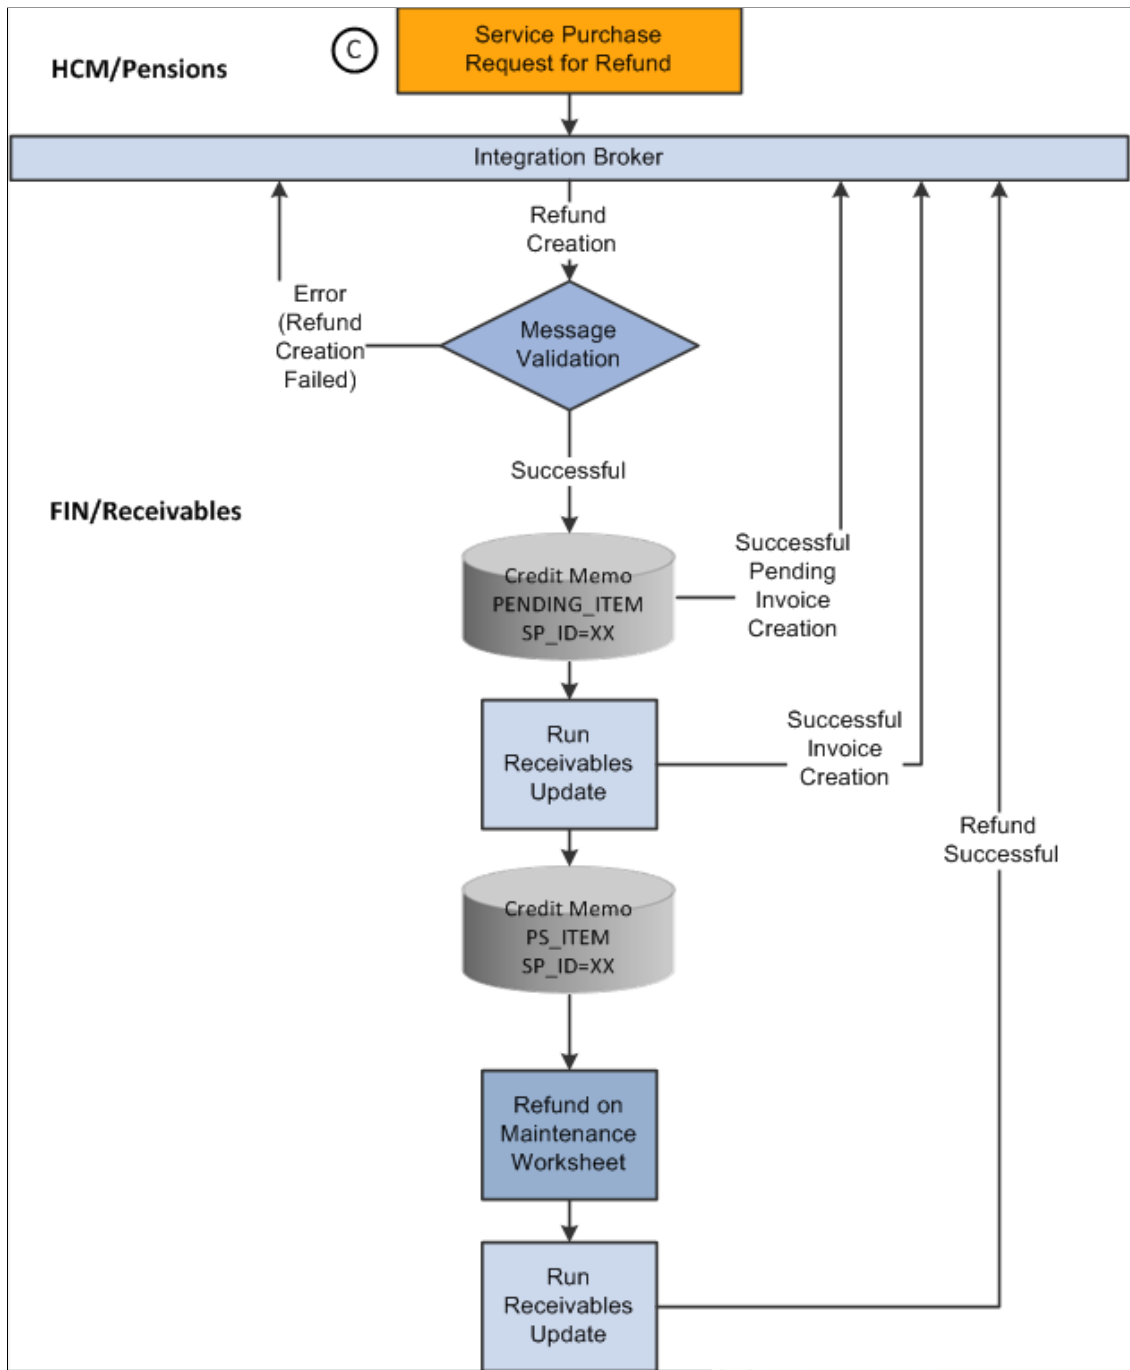 Service Purchase
Request for Refund
C
HCM/Pensions
Integration Broker
Refund
Creation
Error
(Refund
Creation
Failed)
Message
Validation
Successful
FIN/Receivables
Credit Memo
PENDING_ITEM
SP_ID=XX
Successful
Pending
Invoice
Creation
Run
Receivables
Update
Successful
Invoice
Creation
Refund
Successful
Credit Memo
PS_ITEM
SP_ID=XX
Refund on
Maintenance
Worksheet
Run
Receivables
Update